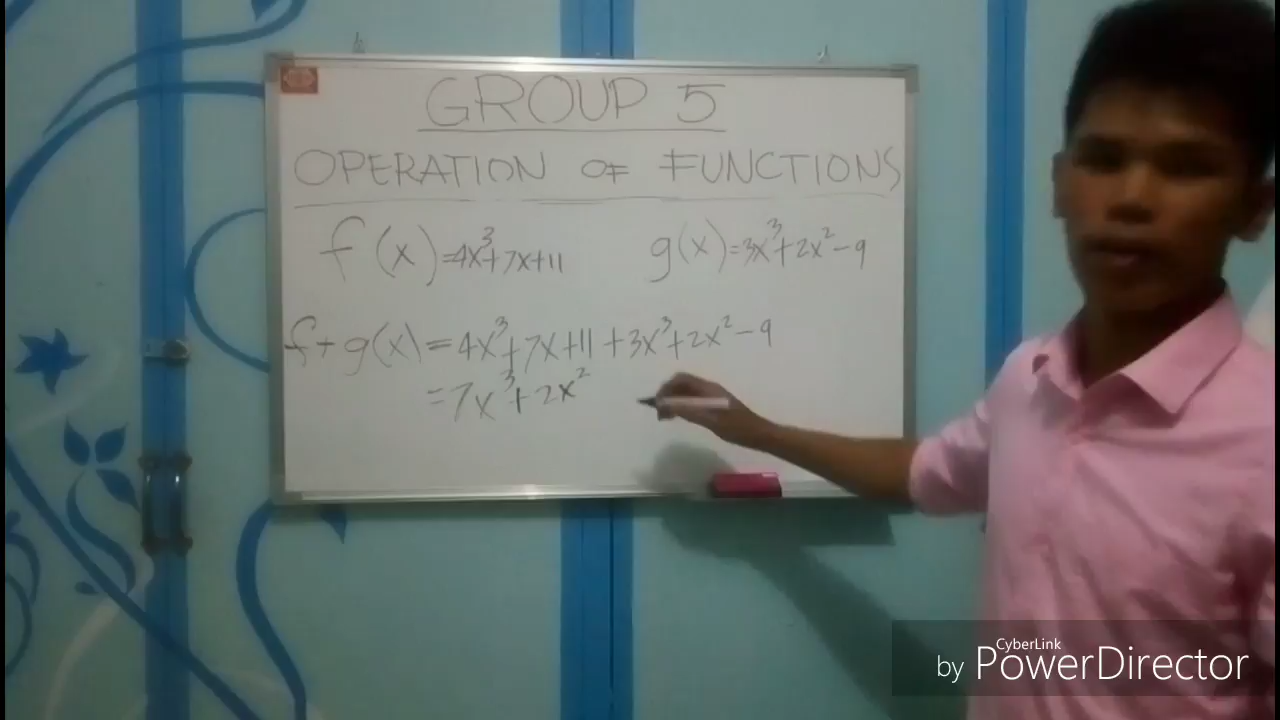 GROUP 5
OPERATION OF FUNCTIONS
f(x)=4x³+7x+11 g(x)=3x³+2x²-9
f+g(x)=4x³+7x+11+3x³+2x²-9
=7x³+2x²
CyberLink
by PowerDirector